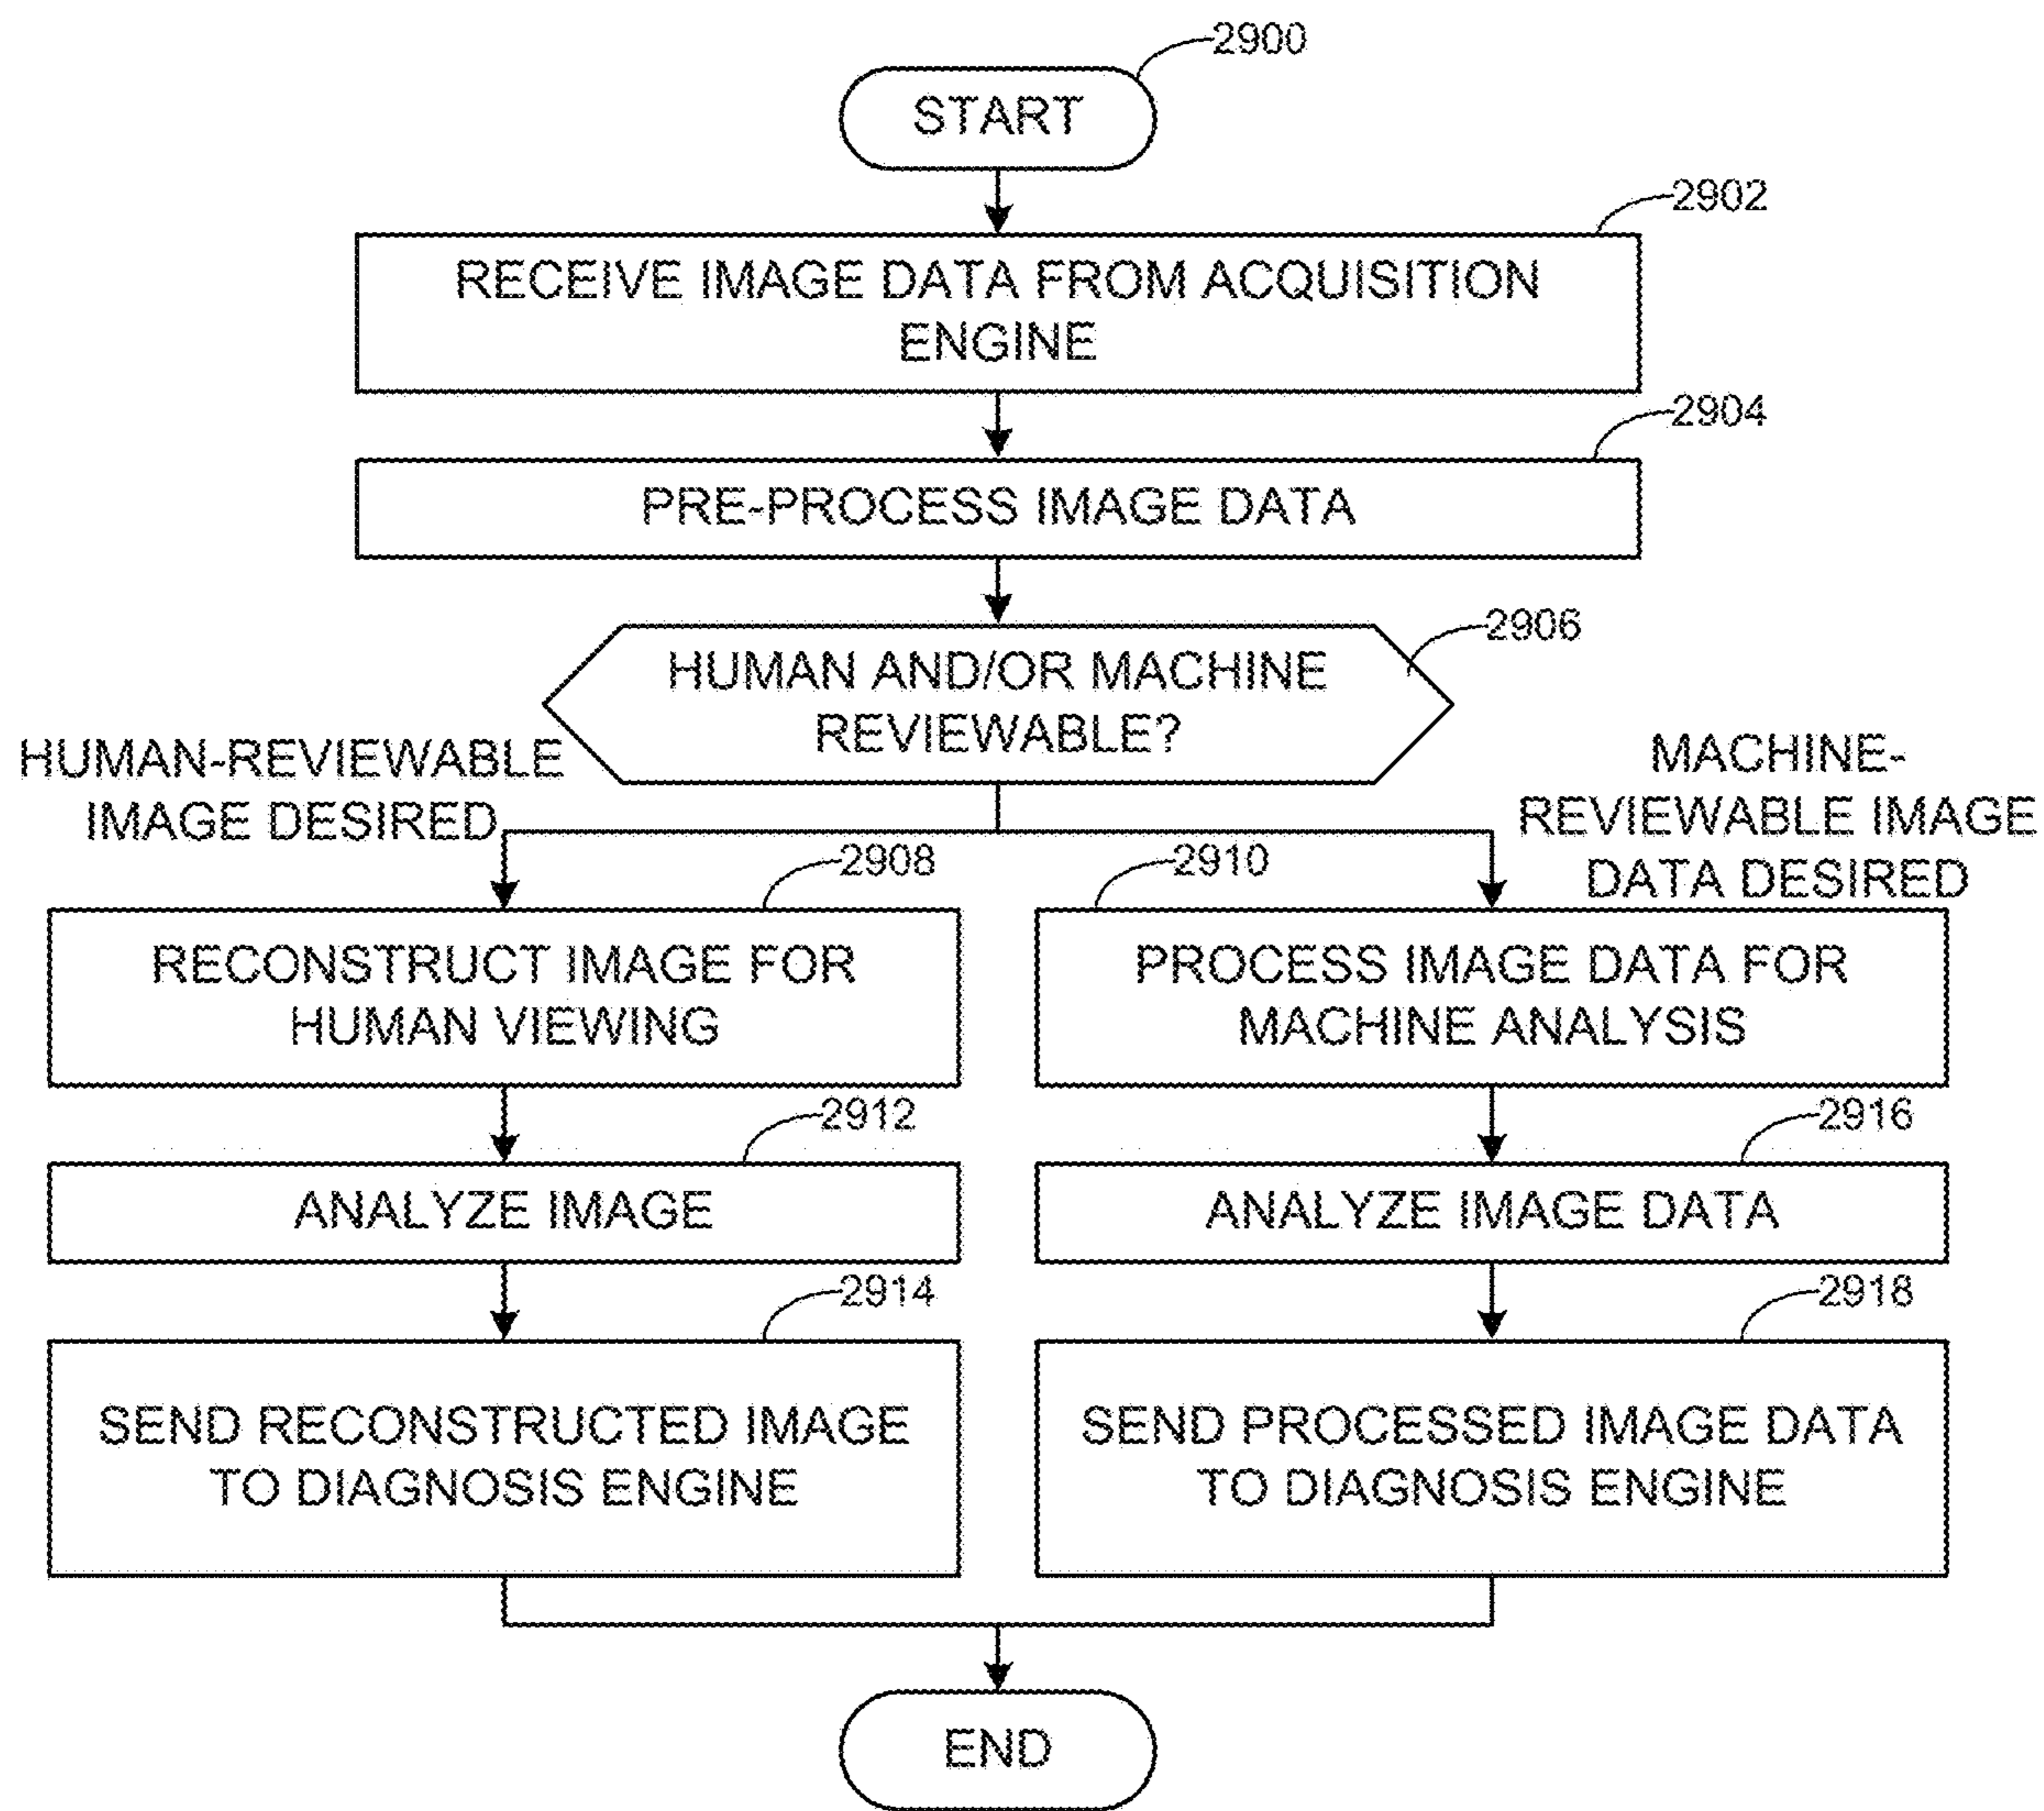 2900
START
2902
RECEIVE IMAGE DATA FROM ACQUISITION
ENGINE
2904
PRE-PROCESS IMAGE DATA
2906
HUMAN AND/OR MACHINE
REVIEWABLE?
HUMAN-REVIEWABLE
IMAGE DESIRED
MACHINE-
REVIEWABLE IMAGE
DATA DESIRED
2908
RECONSTRUCT IMAGE FOR
HUMAN VIEWING
2910
PROCESS IMAGE DATA FOR
MACHINE ANALYSIS
2912
ANALYZE IMAGE
2916
ANALYZE IMAGE DATA
2914
SEND RECONSTRUCTED IMAGE
TO DIAGNOSIS ENGINE
2918
SEND PROCESSED IMAGE DATA
TO DIAGNOSIS ENGINE
END